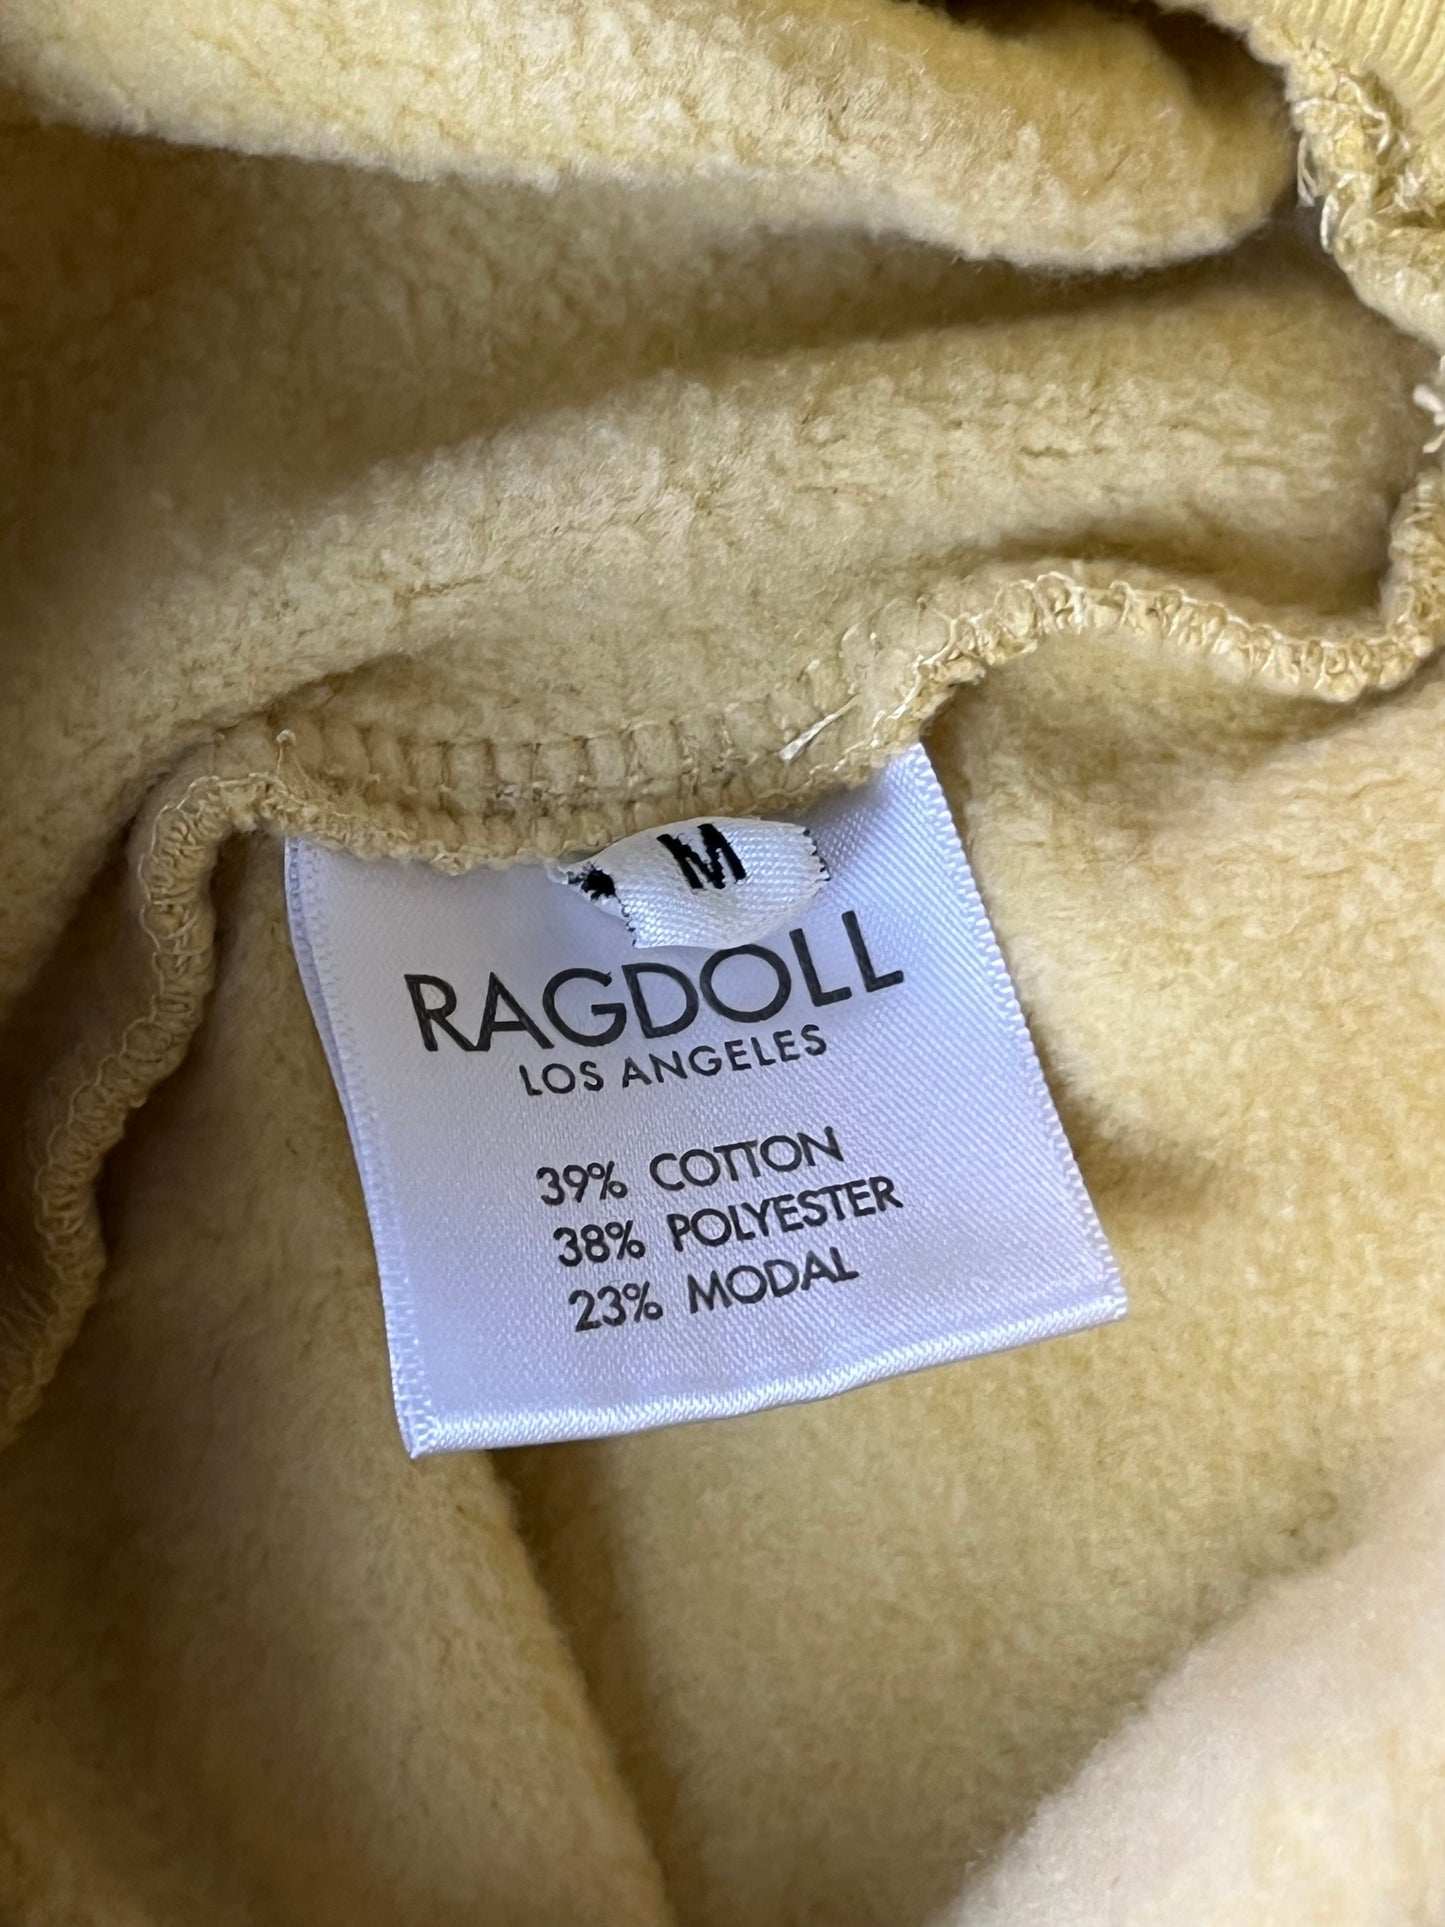 M
RAGDOLL
LOS ANGELES
39% COTTON
38% POLYESTER
23% MODAL